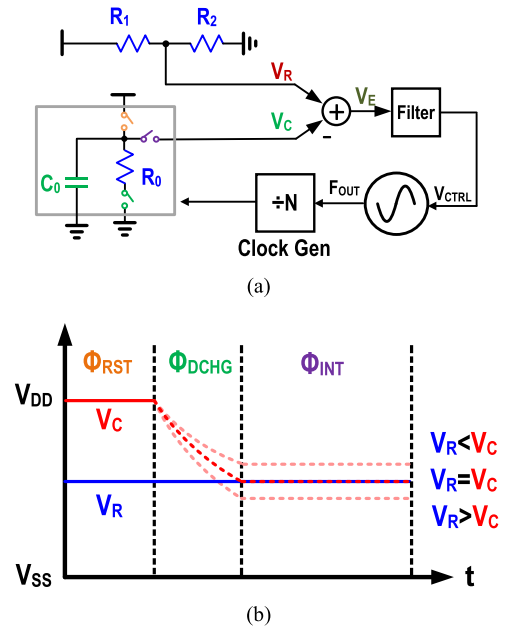 (a)
R1
R2
VR
VE
Filter
VC
+
-
C0
R0
÷N
FOUT
VCTRL
Clock Gen
(a)
ΦRST
ΦDCHG
ΦINT
VDD
VC
VR<VC
VR
VR=VC
VR>VC
VSS
t
(b)